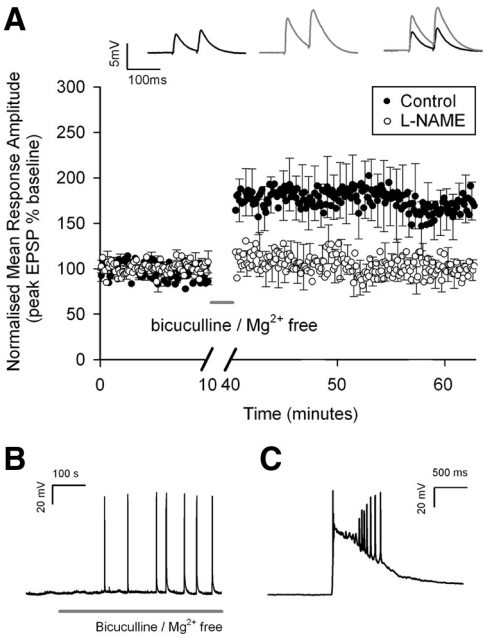 A
5mV
100ms
Normalised Mean Response Amplitude
(peak EPSP % baseline)
300
250
200
150
100
50
0
Control
L-NAME
bicuculline / Mg2+ free
0
10
40
50
60
Time (minutes)
B
100 s
20 mV
Bicuculline / Mg2+ free
C
500 ms
20 mV